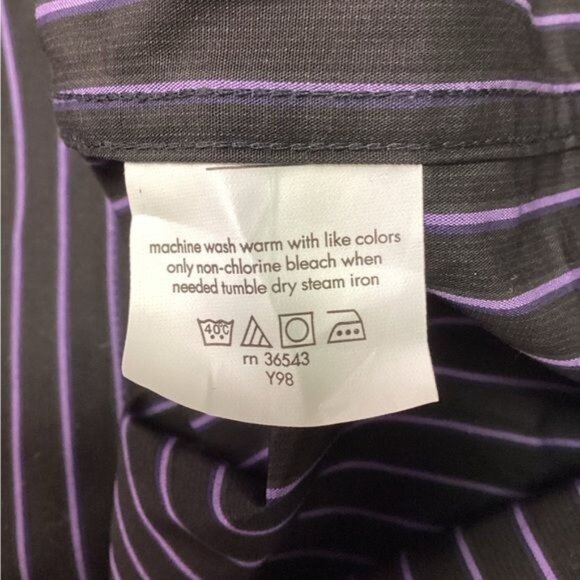 machine wash warm with like colors
only non-chlorine bleach when
needed tumble dry steam iron
40°C
rn 36543
Y98